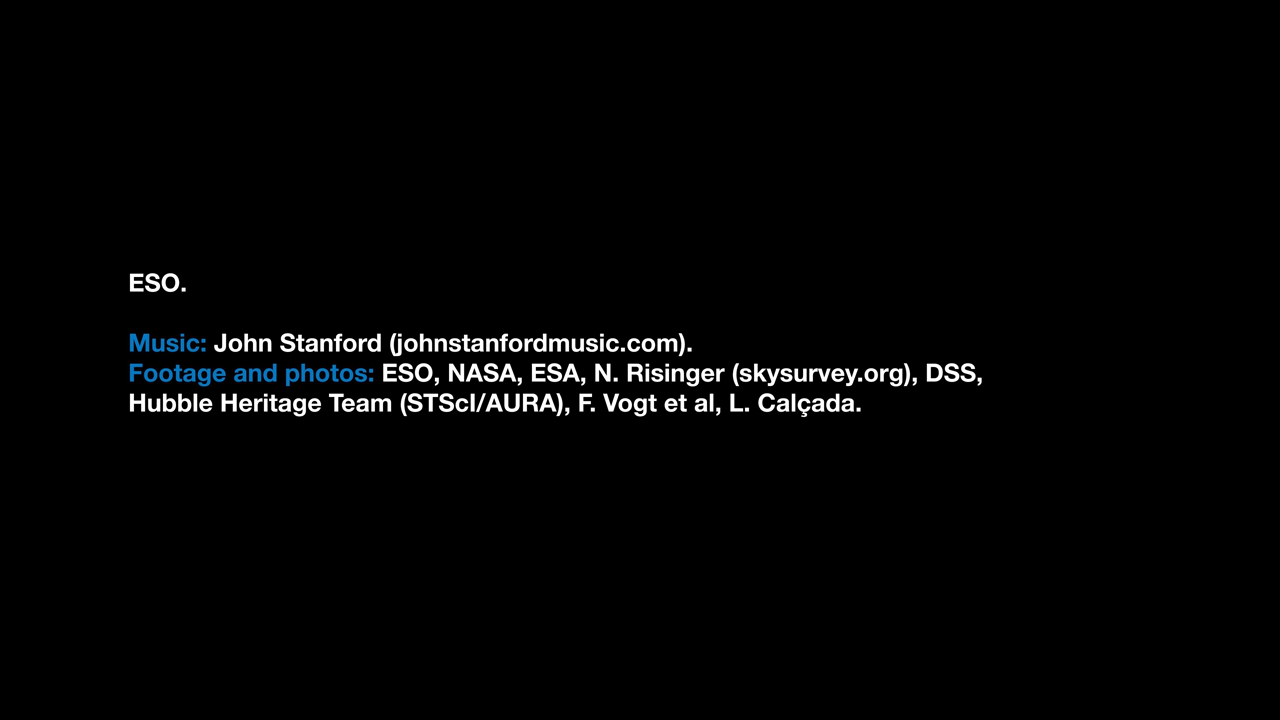 ESO.
Music: John Stanford (johnstanfordmusic.com).
Footage and photos: ESO, NASA, ESA, N. Risinger (skysurvey.org), DSS,
Hubble Heritage Team (STScI/AURA), F. Vogt et al, L. Calçada.